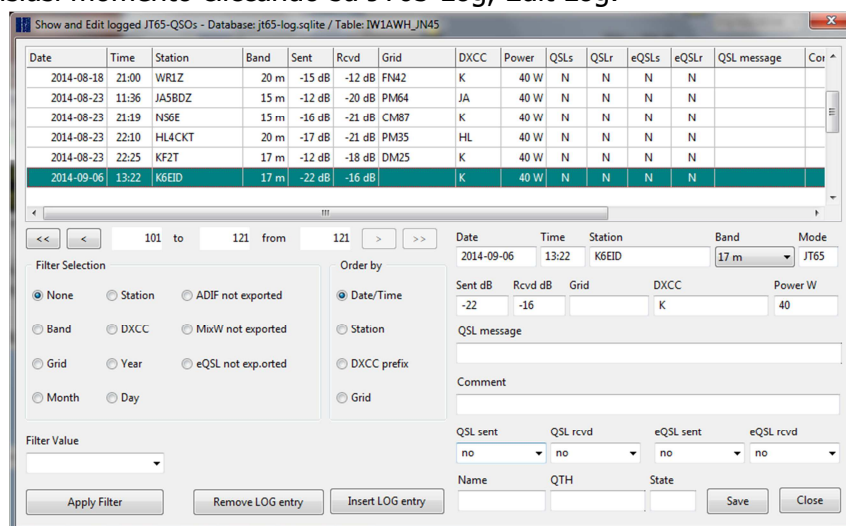 Show and Edit logged JT65-QSOs - Database: jt65-log.sqlite / Table: IW1AWH_JN45
Date Time Station Band Sent Rcvd Grid DXCC Power QSLs QSLr eQSLs eQSLr QSL message
2014-08-18 21:00 WR1Z 20 m -15 dB -12 dB FN42 K 40 W N N N N
2014-08-23 11:36 JA5BDZ 15 m -12 dB -20 dB PM64 JA 40 W N N N N
2014-08-23 21:19 NS6E 15 m -16 dB -21 dB CM87 K 40 W N N N N
2014-08-23 22:10 HL4CKT 20 m -17 dB -21 dB PM35 HL 40 W N N N N
2014-08-23 22:25 KF2T 17 m -12 dB -18 dB DM25 K 40 W N N N N
2014-09-06 13:22 K6EID 17 m -22 dB -16 dB K 40 W N N N N
<< < 101 to 121 from 121 > >>
Filter Selection
None Station ADIF not exported
Band DXCC MixW not exported
Grid Year eQSL not exp.orted
Month Day
Order by
Date/Time
Station
DXCC prefix
Grid
Filter Value
Apply Filter Remove LOG entry Insert LOG entry
Date Time Station Band Mode
2014-09-06 13:22 K6EID 17 m JT65
Sent dB Rcvd dB Grid DXCC Power W
-22 -16 K 40
QSL message
Comment
QSL sent QSL rcvd eQSL sent eQSL rcvd
no no no no
Name QTH State
Save Close